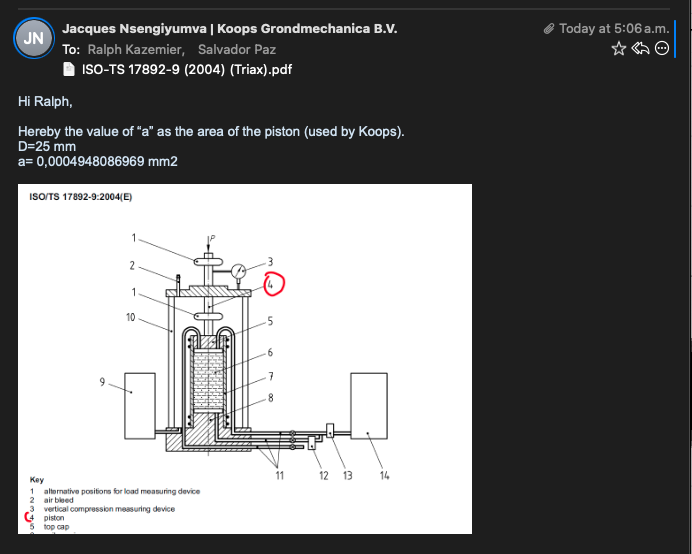 JN
Jacques Nsengiyumva | Koops Grondmechanica B.V.
Today at 5:06 a.m.
To: Ralph Kazemier, Salvador Paz
ISO-TS 17892-9 (2004) (Triax).pdf
Hi Ralph,
Hereby the value of “a” as the area of the piston (used by Koops).
D=25 mm
a= 0,0004948086969 mm2
ISO/TS 17892-9:2004(E)
1
P
2
3
1
4
10
5
6
9
7
8
11
12
13
14
Key
1 alternative positions for load measuring device
2 air bleed
3 vertical compression measuring device
4 piston
5 top cap